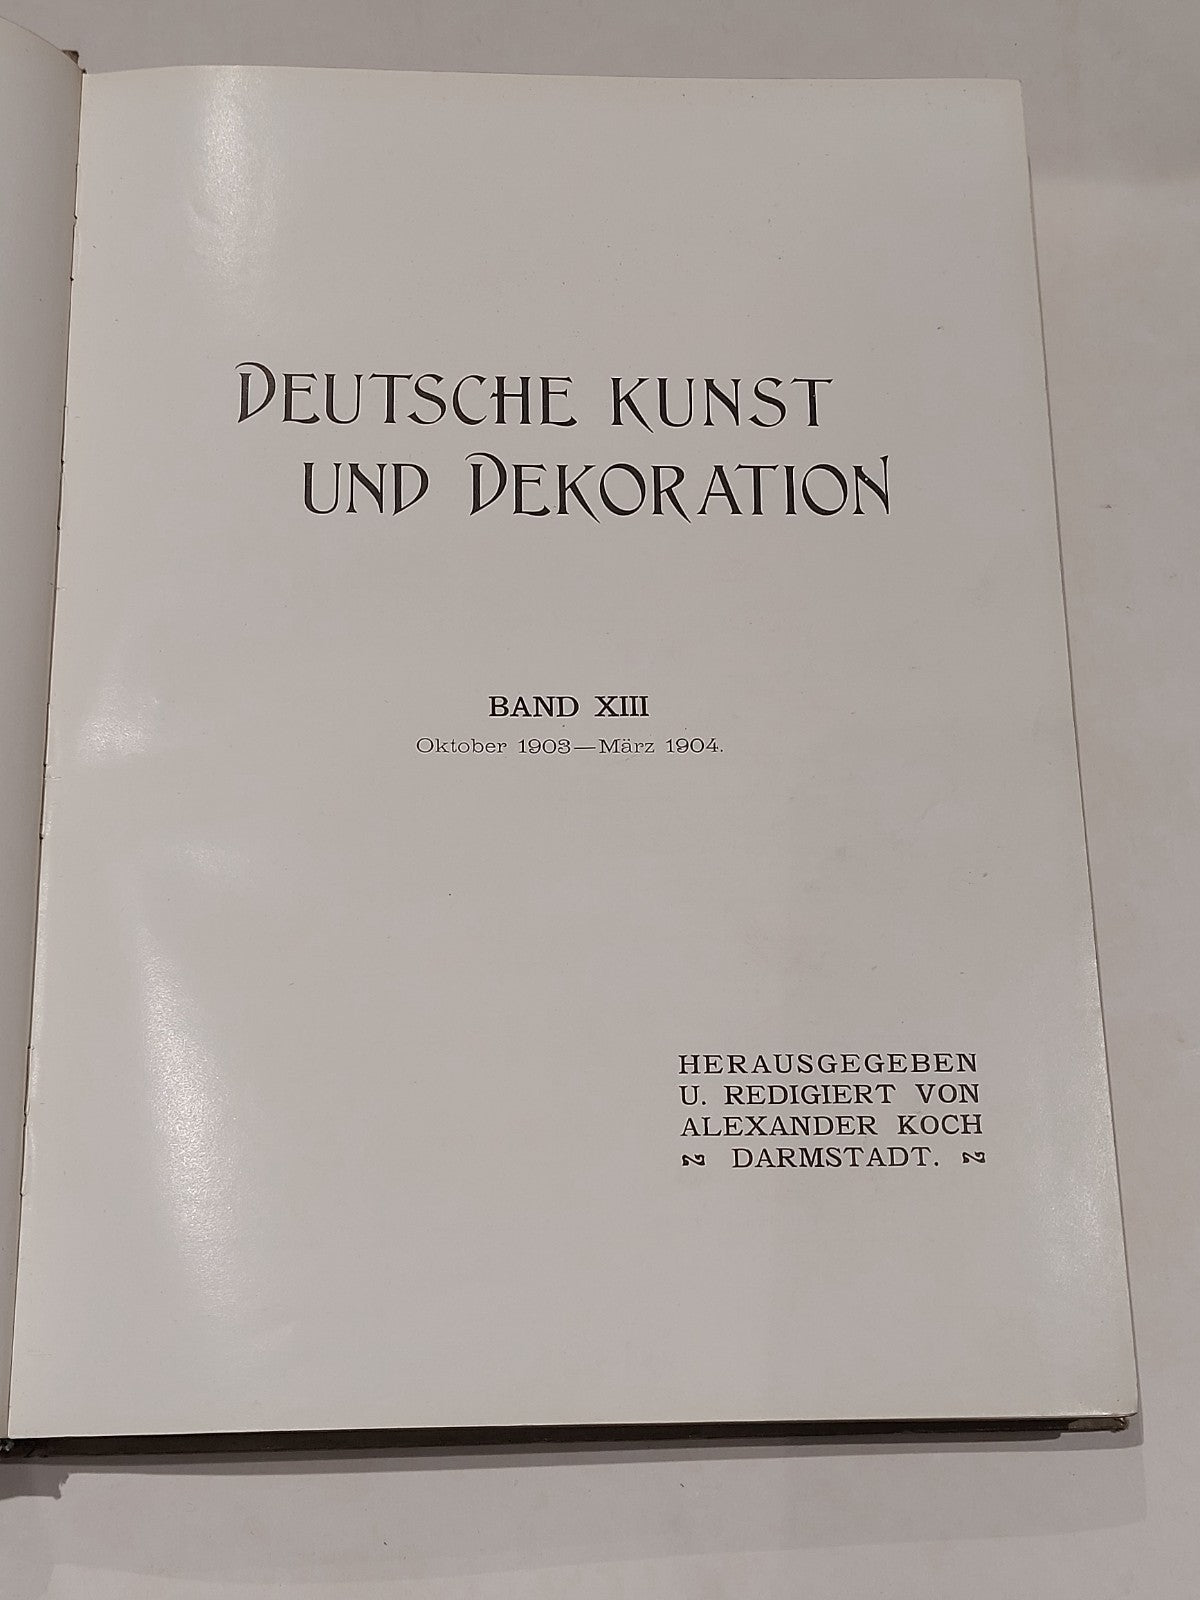 DEUTSCHE KUNST
UND DEKORATION
BAND XIII
Oktober 1903—März 1904.
HERAUSGEGEBEN
U. REDIGIERT VON
ALEXANDER KOCH
DARMSTADT.